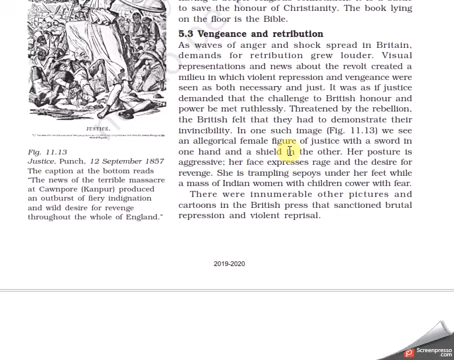 to save the honour of Christianity. The book lying
on the floor is the Bible.
5.3 Vengeance and retribution
As waves of anger and shock spread in Britain,
demands for retribution grew louder. Visual
representations and news about the revolt created a
milieu in which violent repression and vengeance were
seen as both necessary and just. It was as if justice
demanded that the challenge to British honour and
power be met ruthlessly. Threatened by the rebellion,
the British felt that they had to demonstrate their
invincibility. In one such image (Fig. 11.13) we see
an allegorical female figure of justice with a sword in
one hand and a shield in the other. Her posture is
aggressive; her face expresses rage and the desire for
revenge. She is trampling sepoys under her feet while
a mass of Indian women with children cower with fear.
There were innumerable other pictures and
cartoons in the British press that sanctioned brutal
repression and violent reprisal.
JUSTICE.
Fig. 11.13
Justice, Punch, 12 September 1857
The caption at the bottom reads
"The news of the terrible massacre
at Cawnpore (Kanpur) produced
an outburst of fiery indignation
and wild desire for revenge
throughout the whole of England."
2019-2020
Screenpresso